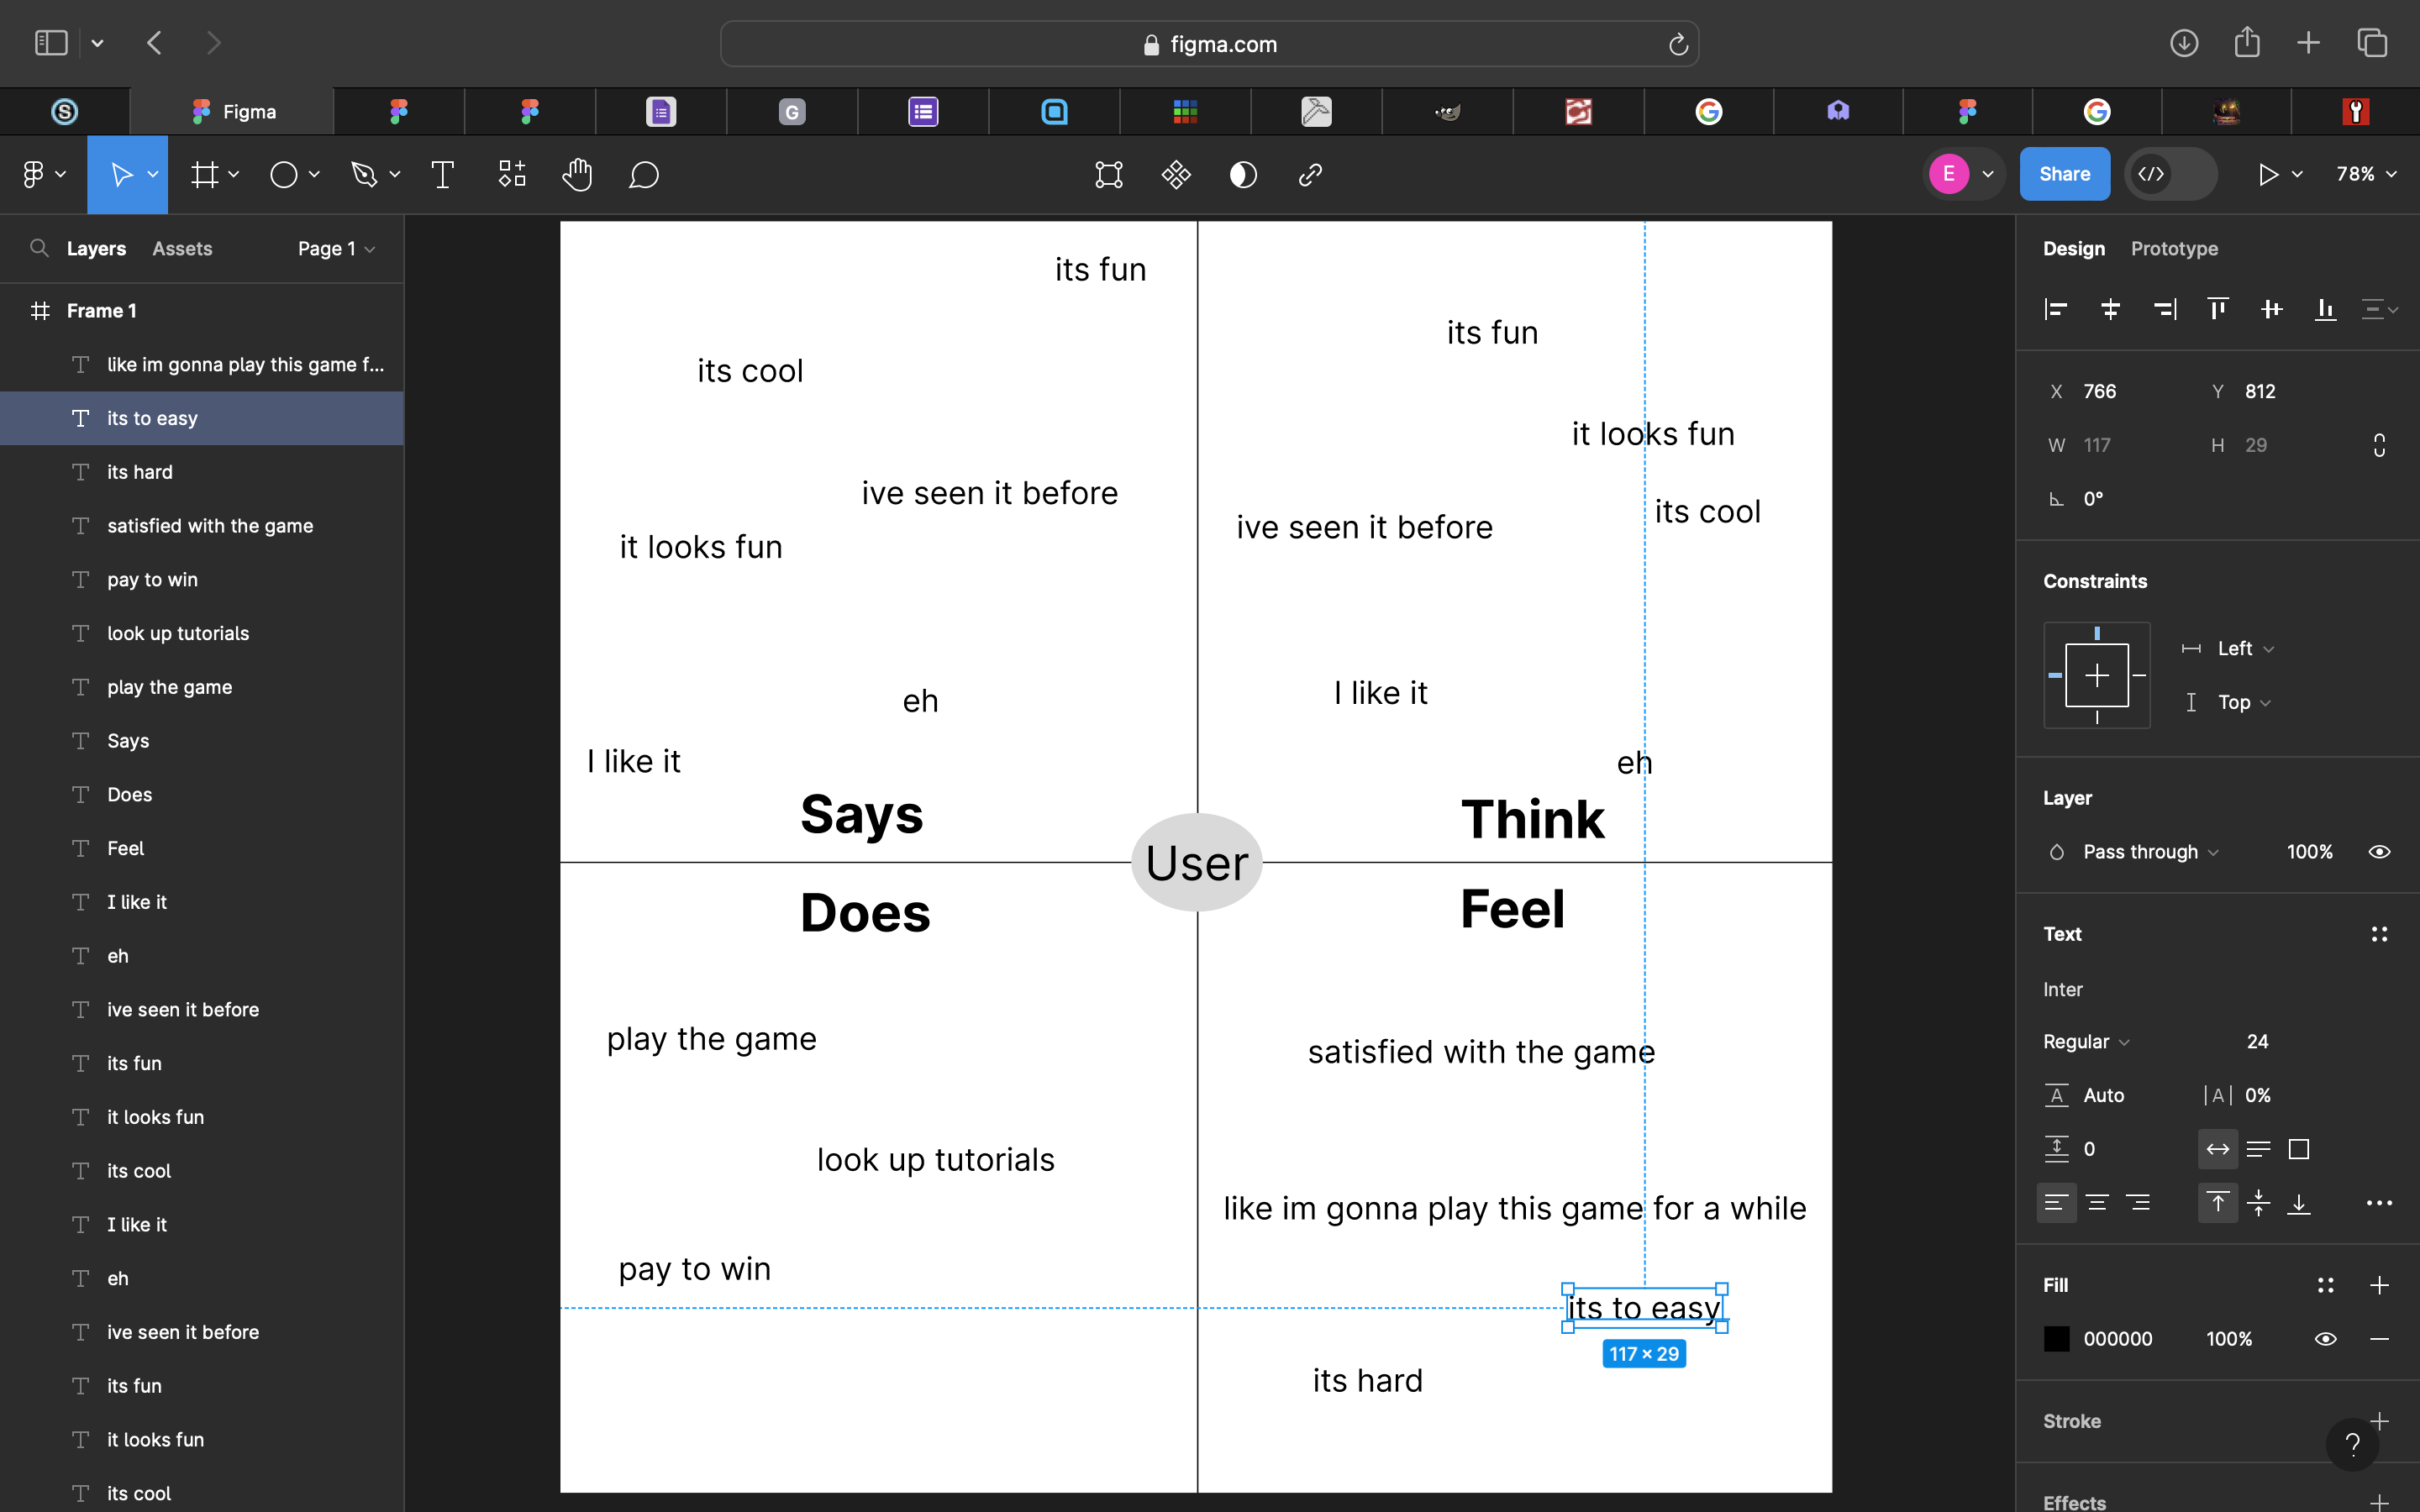 figma.com
S
Figma
G
G
G
E
Share
78%
Layers
Assets
Page 1
Frame 1
like im gonna play this game f...
its to easy
its hard
satisfied with the game
pay to win
look up tutorials
play the game
Says
Does
Feel
I like it
eh
ive seen it before
its fun
it looks fun
its cool
I like it
eh
ive seen it before
its fun
it looks fun
its cool
its fun
its cool
ive seen it before
it looks fun
eh
I like it
Says
its fun
it looks fun
its cool
ive seen it before
I like it
eh
Think
User
Does
play the game
look up tutorials
pay to win
Feel
satisfied with the game
like im gonna play this game for a while
its to easy
117 × 29
its hard
Design
Prototype
X 766
Y 812
W 117
H 29
0°
Constraints
Left
Top
Layer
Pass through
100%
Text
Inter
Regular
24
A Auto
|A| 0%
0
Fill
000000
100%
Stroke
?
Effects